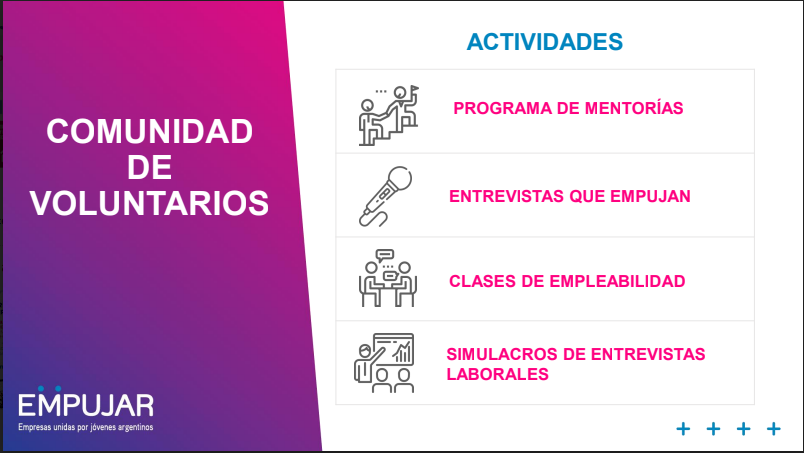 COMUNIDAD
DE
VOLUNTARIOS
EMPUJAR
Empresas unidas por jóvenes argentinos
ACTIVIDADES
PROGRAMA DE MENTORÍAS
ENTREVISTAS QUE EMPUJAN
CLASES DE EMPLEABILIDAD
SIMULACROS DE ENTREVISTAS
LABORALES